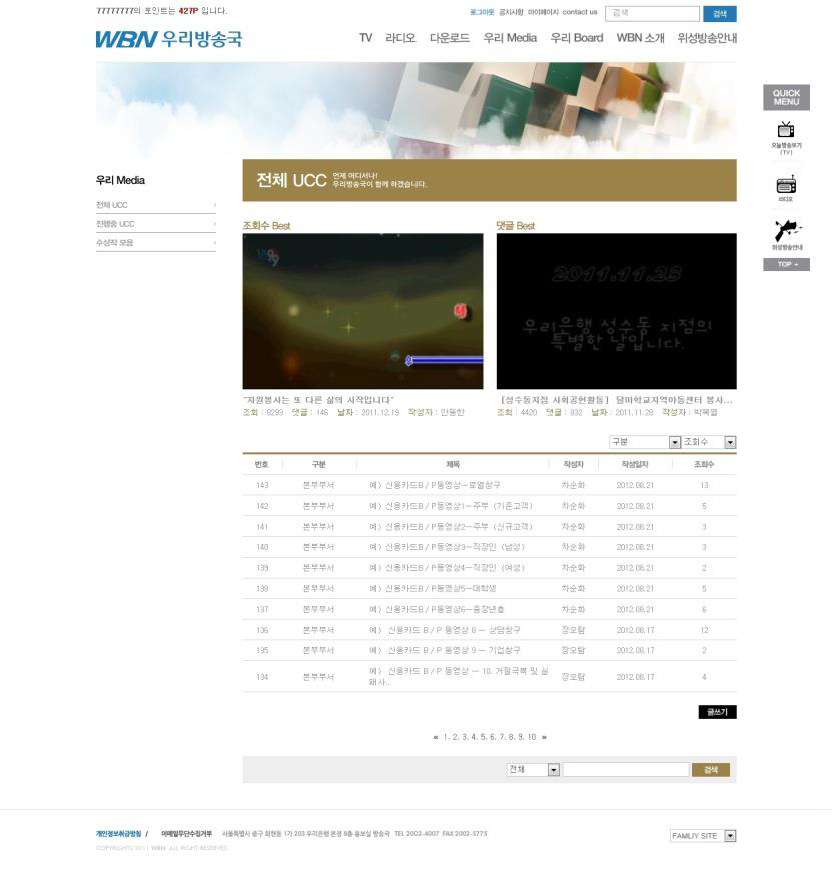 77777777의 포인트는 427P 입니다.
로그아웃 공지사항 마이페이지 contact us 검색 검색
WBN 우리방송국
TV 라디오 다운로드 우리 Media 우리 Board WBN 소개 위성방송안내
QUICK MENU
오늘방송보기 (TV)
라디오
위성방송안내
TOP
우리 Media
전체 UCC
진행중 UCC
수상작 모음
전체 UCC
언제 어디서나!
우리방송국이 함께 하겠습니다.
조회수 Best
댓글 Best
2011.11.23
우리은행 성수동 지점의
특별한 날입니다.
"자원봉사는 또 다른 삶의 시작입니다"
조회 : 8293 댓글 : 146 날짜 : 2011.12.19 작성자 : 안동한
[성수동지점 사회공헌활동] 달마학교지역아동센터 봉사...
조회 : 4420 댓글 : 832 날짜 : 2011.11.28 작성자 : 박복열
구분 조회수
번호 구분 제목 작성자 작성일자 조회수
143 본부부서 예) 신용카드B / P동영상-로열창구 차순화 2012.08.21 13
142 본부부서 예) 신용카드B / P동영상1-주부 (기존고객) 차순화 2012.08.21 5
141 본부부서 예) 신용카드B / P동영상2-주부 (신규고객) 차순화 2012.08.21 3
140 본부부서 예) 신용카드B / P동영상3-직장인 (남성) 차순화 2012.08.21 3
139 본부부서 예) 신용카드B / P동영상4-직장인 (여성) 차순화 2012.08.21 2
138 본부부서 예) 신용카드B / P동영상5-대학생 차순화 2012.08.21 5
137 본부부서 예) 신용카드B / P동영상6-중장년층 차순화 2012.08.21 6
136 본부부서 예) 신용카드 B / P 동영상 8 - 상담창구 장오탐 2012.08.17 12
135 본부부서 예) 신용카드 B / P 동영상 9 - 기업창구 장오탐 2012.08.17 2
134 본부부서 예) 신용카드 B / P 동영상 - 10. 거절극복 및 실
패사.. 장오탐 2012.08.17 4
글쓰기
« 1. 2. 3. 4. 5. 6. 7. 8. 9. 10 »
전체 검색
개인정보취급방침 / 이메일무단수집거부 서울특별시 중구 회현동 1가 203 우리은행 본점 8층 홍보실 방송국 TEL 2002-4007 FAX 2002-5775
COPYRIGHTS 2011 WBN ALL RIGHT RESERVED
FAMLIY SITE